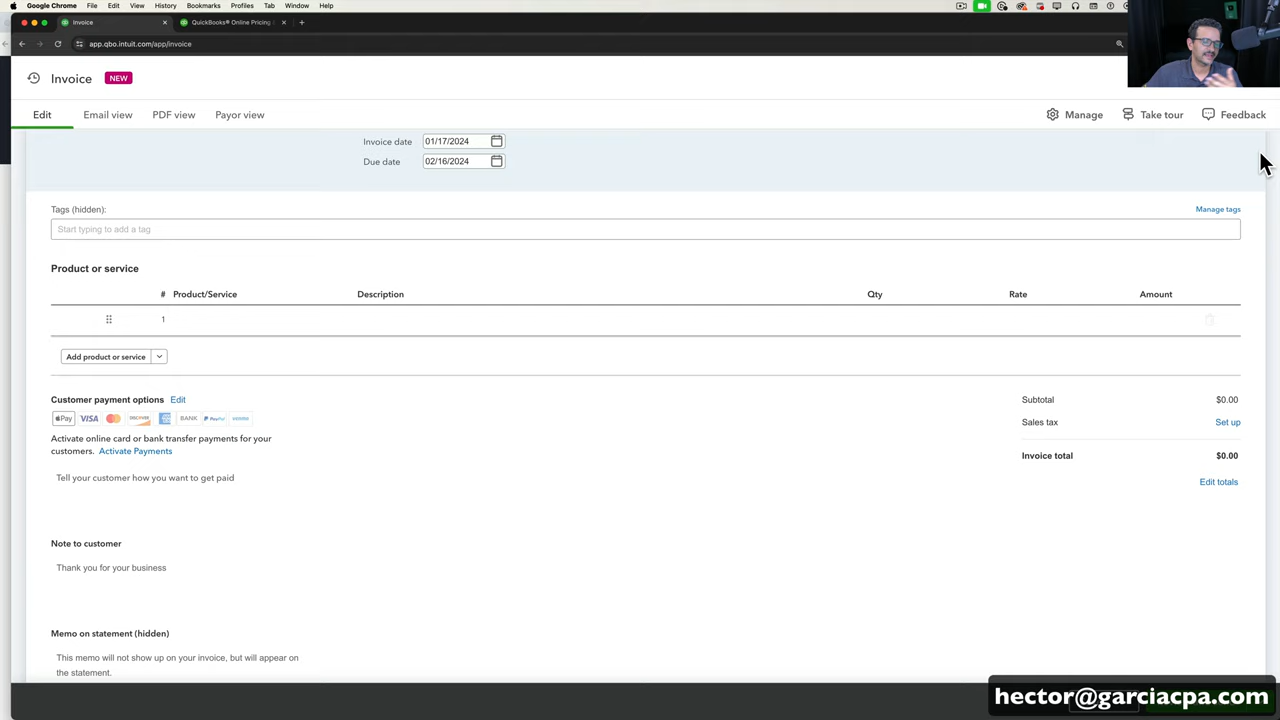 Google Chrome File Edit View History Bookmarks Profiles Tab Window Help
Invoice
QuickBooks® Online Pricing
app.qbo.intuit.com/app/invoice
Invoice NEW
Edit Email view PDF view Payor view Manage Take tour Feedback
Invoice date 01/17/2024
Due date 02/16/2024
Tags (hidden): Manage tags
Start typing to add a tag
Product or service
# Product/Service Description Qty Rate Amount
1
Add product or service
Customer payment options Edit
Subtotal $0.00
Pay VISA DISCOVER BANK PayPal venmo
Sales tax Set up
Activate online card or bank transfer payments for your
customers. Activate Payments
Invoice total $0.00
Tell your customer how you want to get paid
Edit totals
Note to customer
Thank you for your business
Memo on statement (hidden)
This memo will not show up on your invoice, but will appear on
the statement.
hector@garciacpa.com